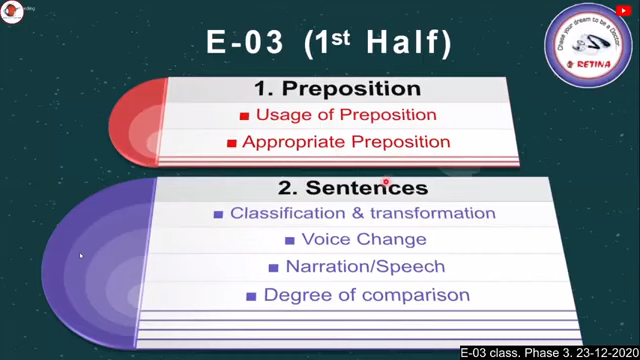 E-03 (1st Half)
Chase your dream to be a Doctor.
RETINA
1. Preposition
Usage of Preposition
Appropriate Preposition
2. Sentences
Classification & transformation
Voice Change
Narration/Speech
Degree of comparison
E-03 class. Phase 3. 23-12-2020